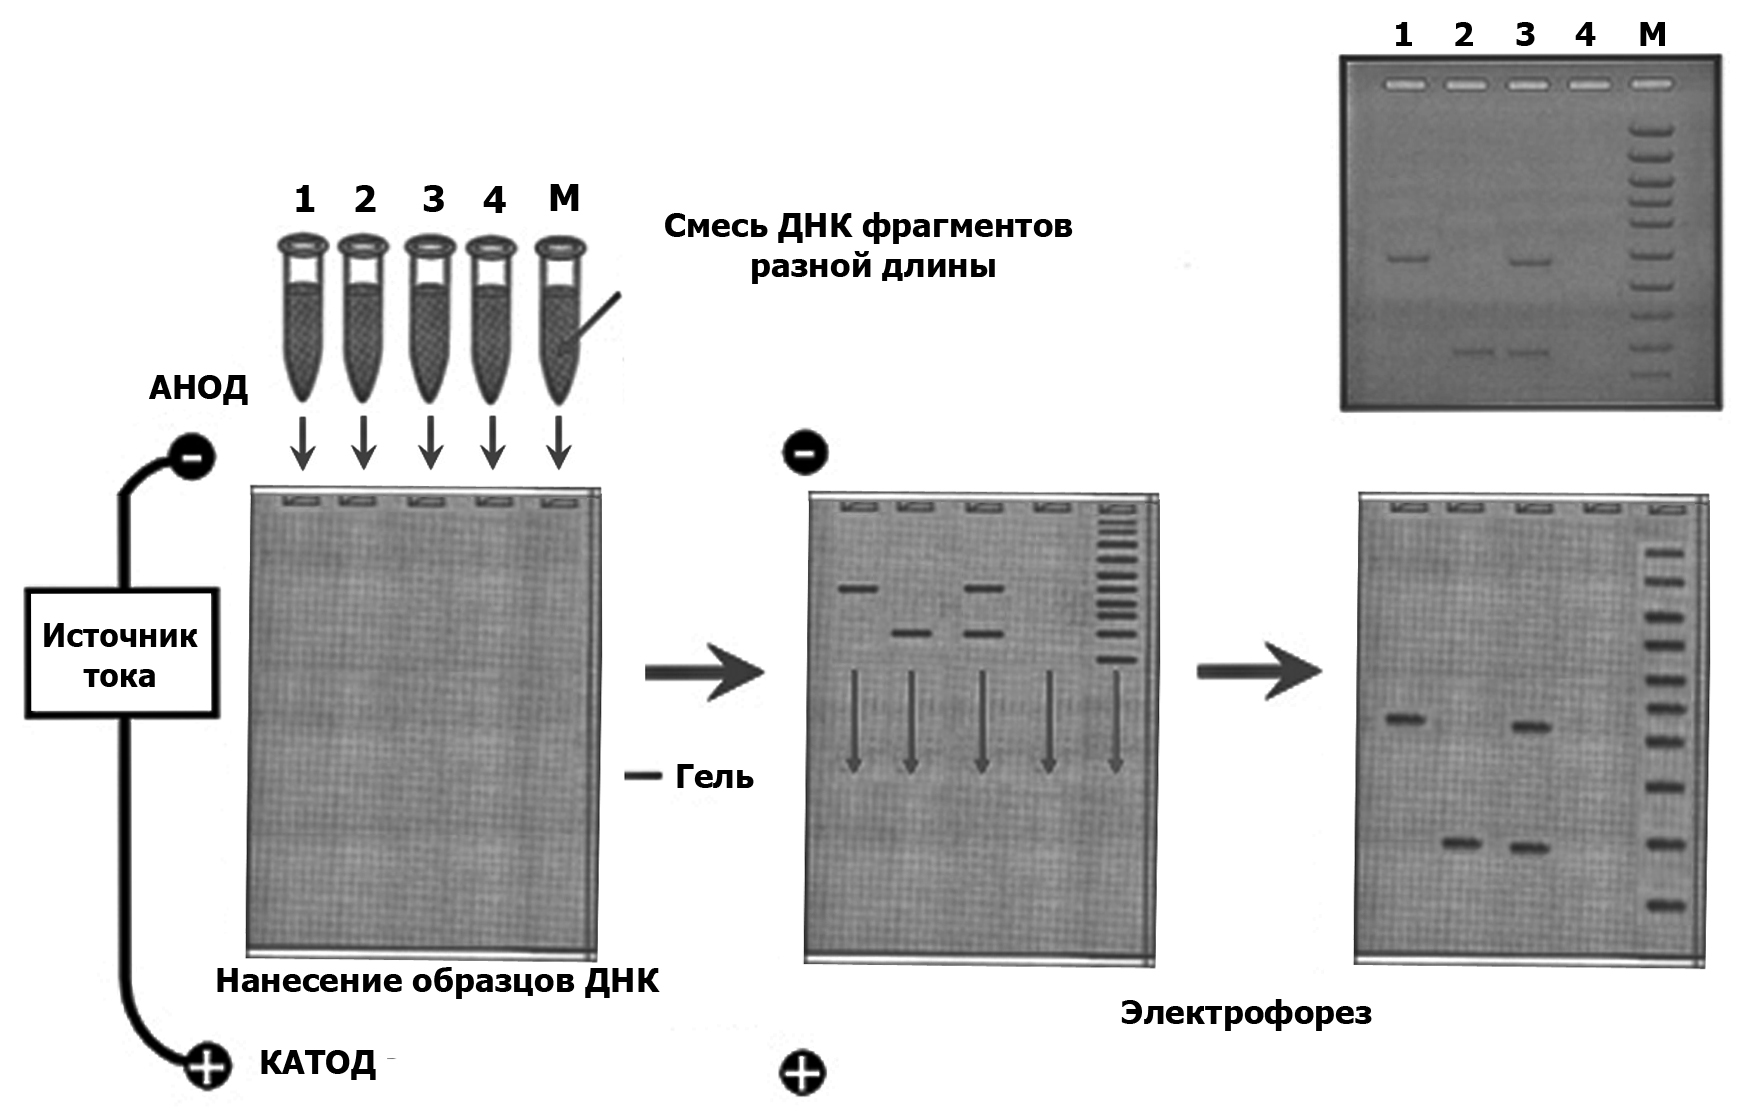 1 2 3 4 М
1 2 3 4 М
Смесь ДНК фрагментов
разной длины
АНОД
-
-
Источник
тока
Гель
Нанесение образцов ДНК
Электрофорез
+
КАТОД
+